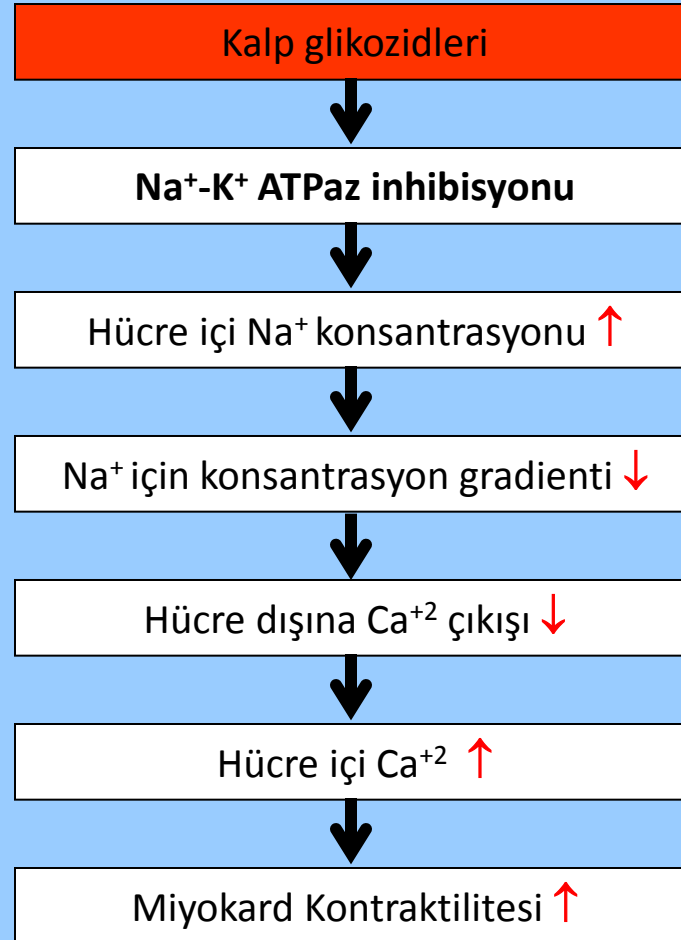 Kalp glikozidleri
Na⁺-K⁺ ATPaz inhibisyonu
Hücre içi Na⁺ konsantrasyonu ↑
Na⁺ için konsantrasyon gradienti ↓
Hücre dışına Ca⁺² çıkışı ↓
Hücre içi Ca⁺² ↑
Miyokard Kontraktilitesi ↑